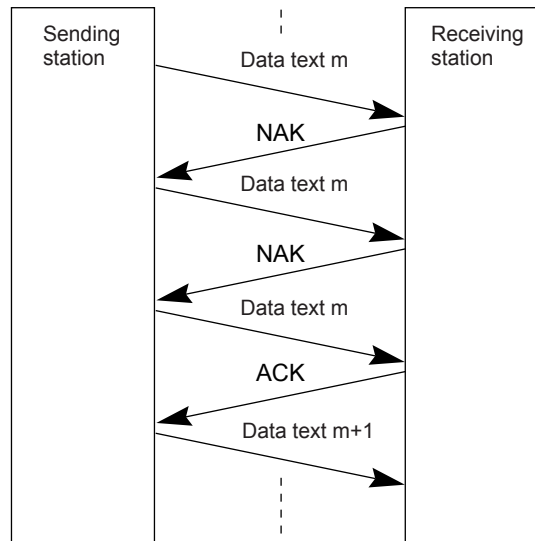 Sending
station
Receiving
station
Data text m
NAK
Data text m
NAK
Data text m
ACK
Data text m+1